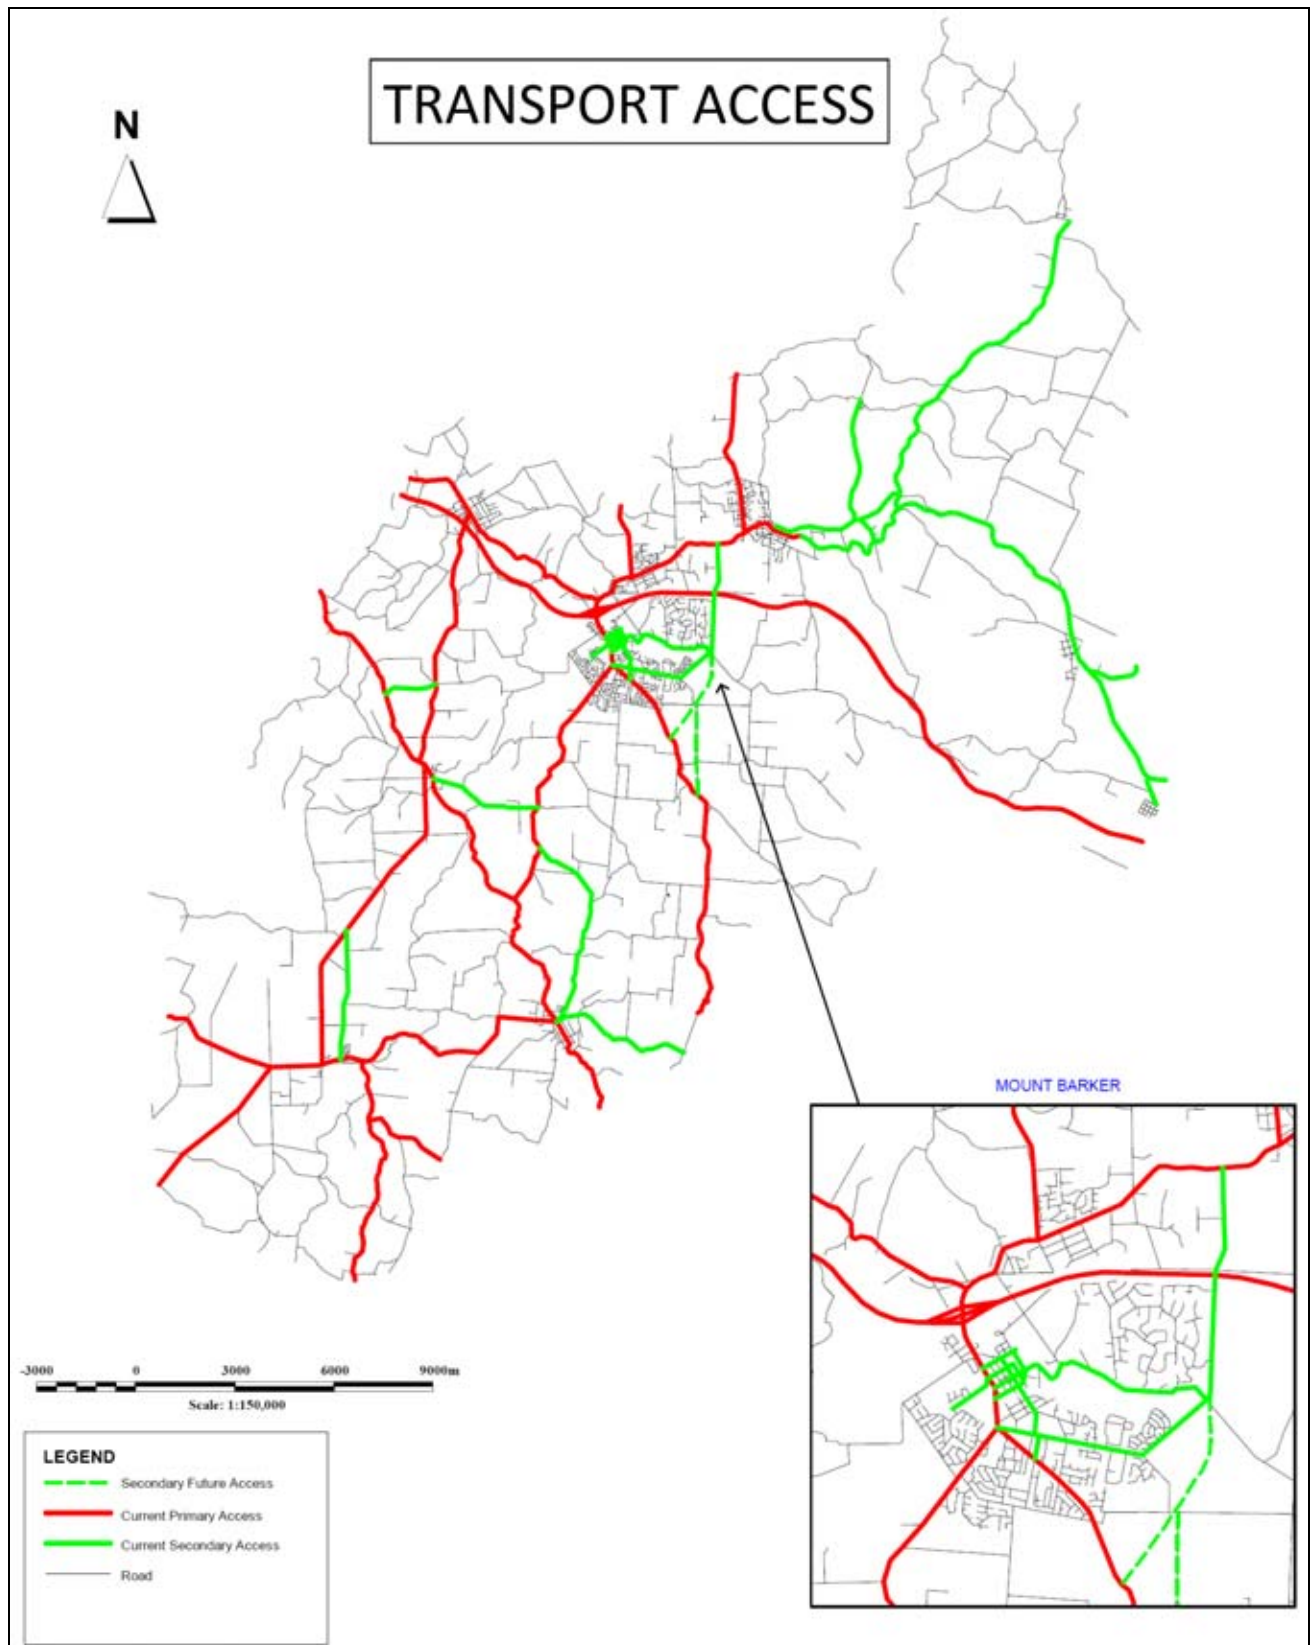 TRANSPORT ACCESS
N
MOUNT BARKER
-3000 0 3000 6000 9000m
Scale: 1:150,000
LEGEND
Secondary Future Access
Current Primary Access
Current Secondary Access
Road